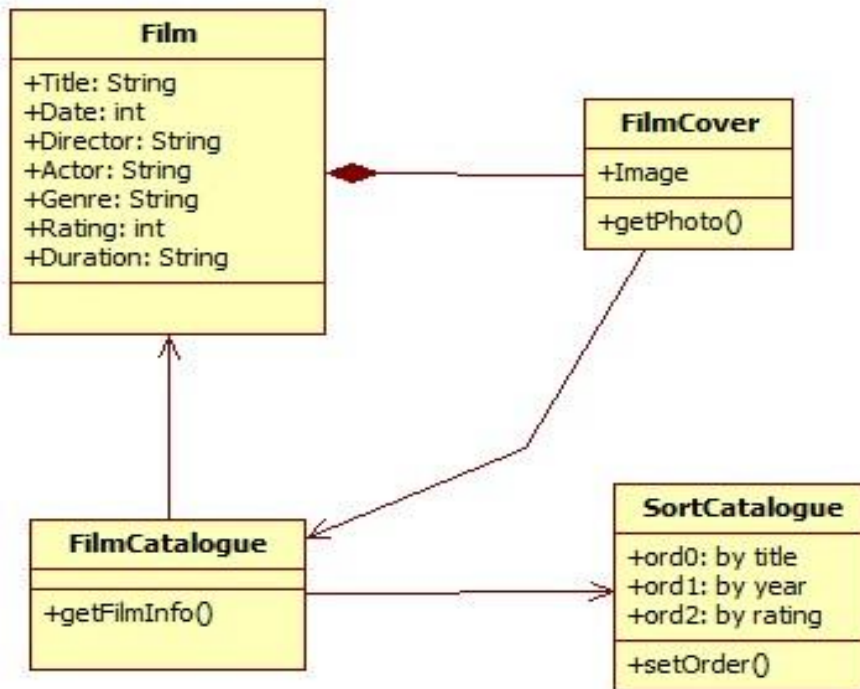 Film
+Title: String
+Date: int
+Director: String
+Actor: String
+Genre: String
+Rating: int
+Duration: String
FilmCover
+Image
+getPhoto()
FilmCatalogue
+getFilmInfo()
SortCatalogue
+ord0: by title
+ord1: by year
+ord2: by rating
+setOrder()